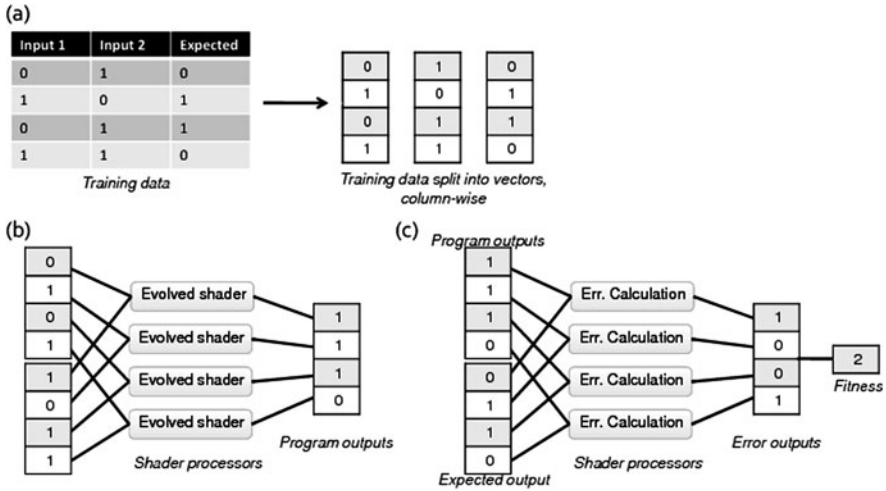 (a)
Input 1 Input 2 Expected
0 1 0
1 0 1
0 1 1
1 1 0
Training data
0 1 0
1 0 1
0 1 1
1 1 0
Training data split into vectors,
column-wise
(b)
0
1
0
1
1
0
1
1
Evolved shader
Evolved shader
Evolved shader
Evolved shader
Shader processors
1
1
1
0
Program outputs
(c)
Program outputs
1
1
1
0
0
1
1
0
Expected output
Err. Calculation
Err. Calculation
Err. Calculation
Err. Calculation
Shader processors
1
0
0
1
Error outputs
2
Fitness